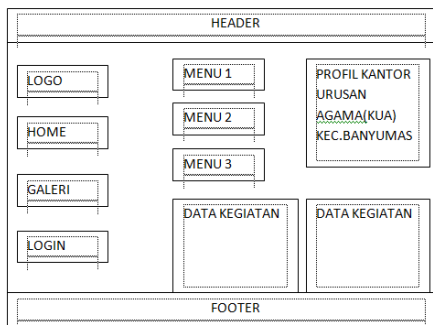 HEADER
LOGO
HOME
GALERI
LOGIN
MENU 1
MENU 2
MENU 3
PROFIL KANTOR
URUSAN
AGAMA(KUA)
KEC.BANYUMAS
DATA KEGIATAN
DATA KEGIATAN
FOOTER